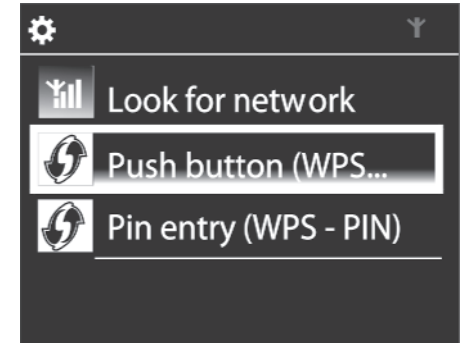 Look for network
Push button (WPS...
Pin entry (WPS - PIN)